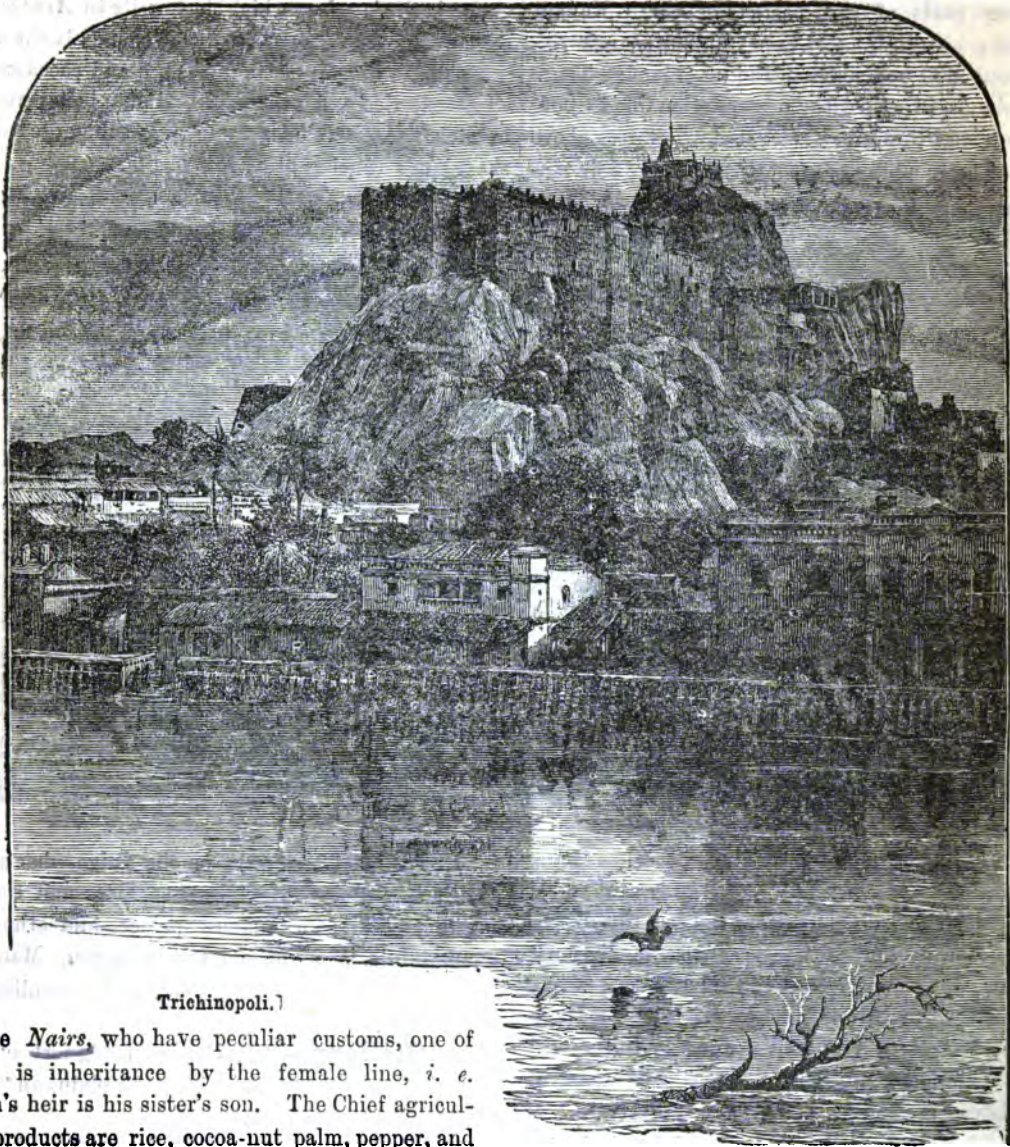 Trichinopoli.]
e Nairs, who have peculiar customs, one of
is inheritance by the female line, i. e.
n's heir is his sister's son. The Chief agricul-
products are rice, cocoa-nut palm, pepper, and